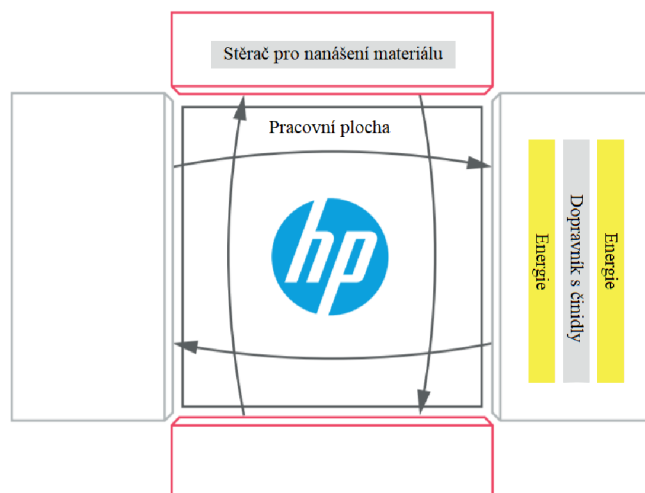 Stěrač pro nanášení materiálu
Pracovní plocha
hp
Energie
Dopravník s činidly
Energie